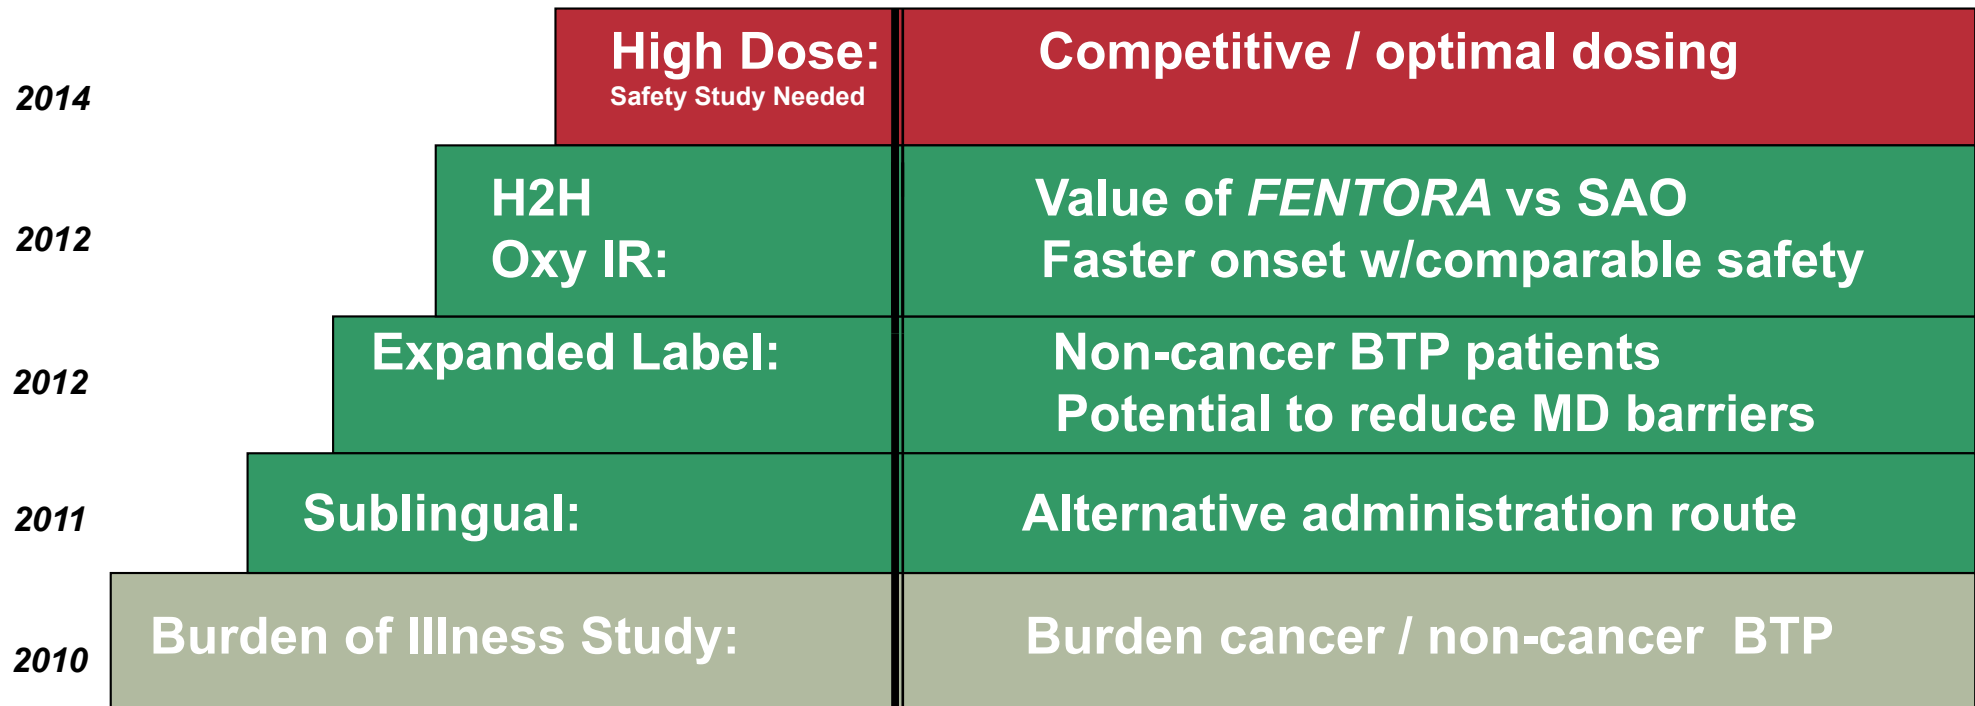 2014
High Dose: Competitive / optimal dosing
Safety Study Needed
2012
H2H Value of FENTORA vs SAO
Oxy IR: Faster onset w/comparable safety
2012
Expanded Label: Non-cancer BTP patients
Potential to reduce MD barriers
2011
Sublingual: Alternative administration route
2010
Burden of Illness Study: Burden cancer / non-cancer BTP